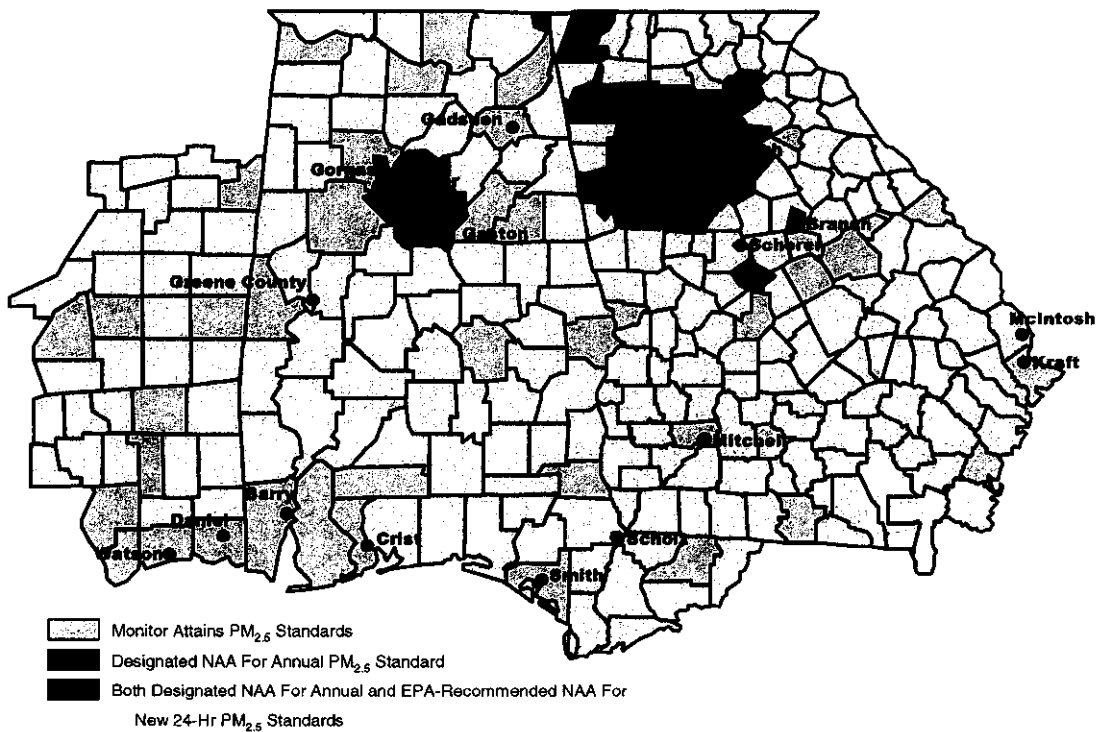 Gadsden
Gorgas
Gaston
Branch
Scherer
Greene County
McIntosh
Kraft
Mitchell
Barry
Daniel
Watson
Crist
Scholz
Smith
Monitor Attains PM2.5 Standards
Designated NAA For Annual PM2.5 Standard
Both Designated NAA For Annual and EPA-Recommended NAA For
New 24-Hr PM2.5 Standards